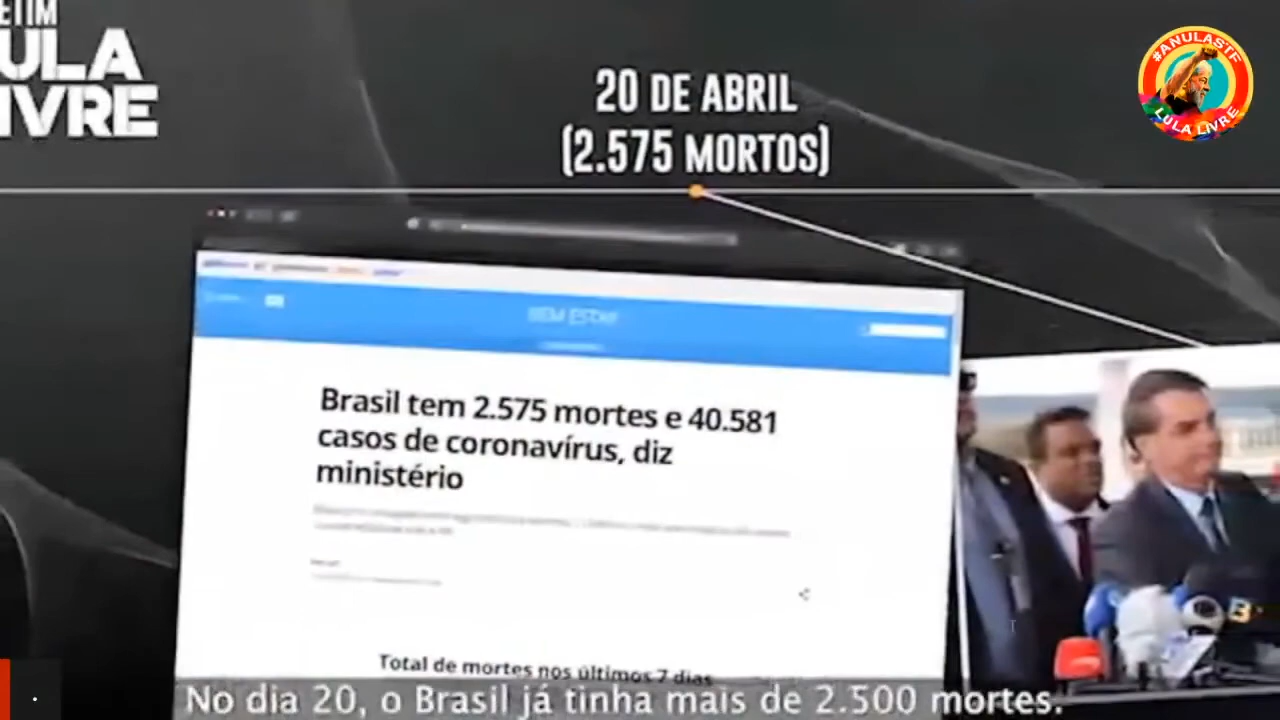 ETIM
ULA
IVRE
20 DE ABRIL
(2.575 MORTOS)
#ANULASTF
LULA LIVRE
BEM ESTAR
Brasil tem 2.575 mortes e 40.581
casos de coronavírus, diz
ministério
Total de mortes nos últimos 7 dias
No dia 20, o Brasil já tinha mais de 2.500 mortes.